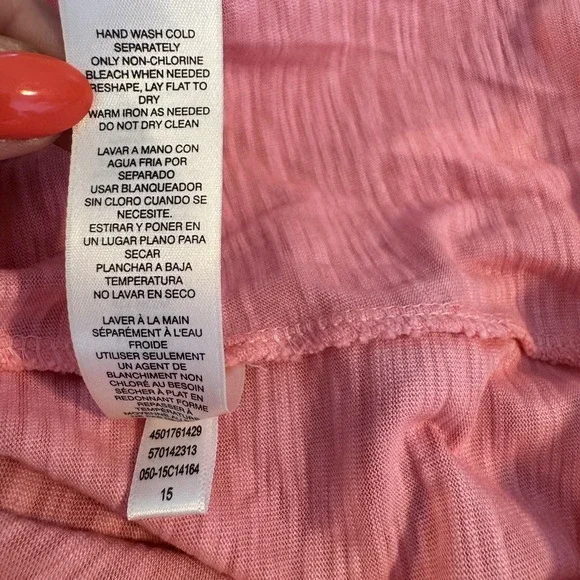 HAND WASH COLD
SEPARATELY
ONLY NON-CHLORINE
BLEACH WHEN NEEDED
RESHAPE, LAY FLAT TO
DRY
WARM IRON AS NEEDED
DO NOT DRY CLEAN
LAVAR A MANO CON
AGUA FRIA POR
SEPARADO
USAR BLANQUEADOR
SIN CLORO CUANDO SE
NECESITE.
ESTIRAR Y PONER EN
UN LUGAR PLANO PARA
SECAR
PLANCHAR A BAJA
TEMPERATURA
NO LAVAR EN SECO
LAVER À LA MAIN
SÉPARÉMENT À L'EAU
FROIDE
UTILISER SEULEMENT
UN AGENT DE
BLANCHIMENT NON
CHLORÉ AU BESOIN
SÉCHER À PLAT EN
REDONNANT FORME
REPASSER À
TEMPÉRATURE
4501761429
570142313
050-15C14164
15